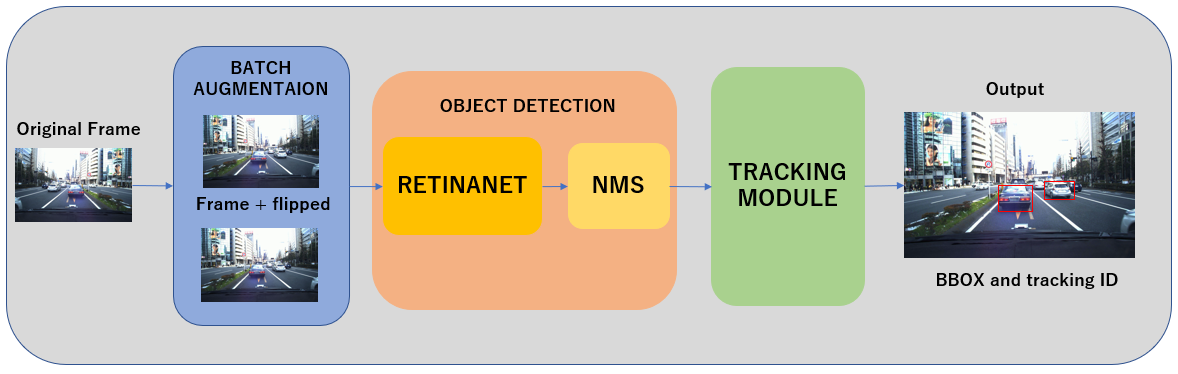 Original Frame
BATCH
AUGMENTAION
Frame + flipped
OBJECT DETECTION
RETINANET
NMS
TRACKING
MODULE
Output
BBOX and tracking ID